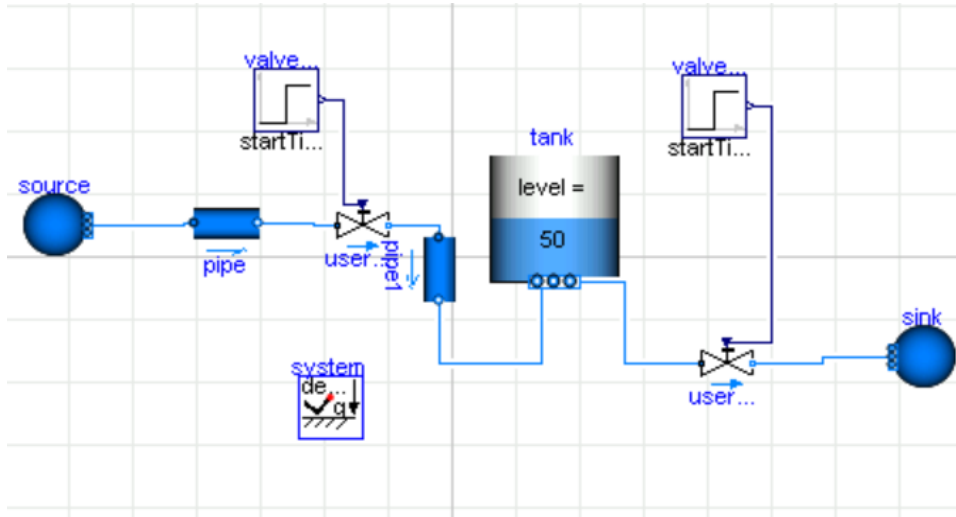 valve...
startTi...
valve...
startTi...
tank
level =
50
source
pipe
user...
pipe1
sink
user...
system
de...
g